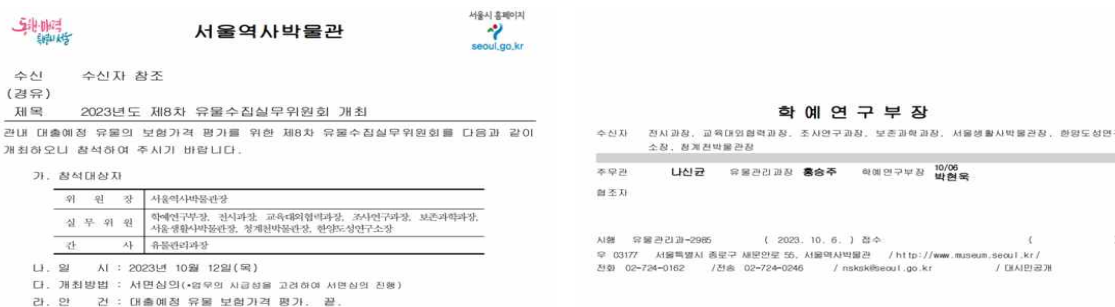 동행·매력
특별시 서울
서울역사박물관
서울시 홈페이지
seoul.go.kr
수신 수신자 참조
(경유)
제목 2023년도 제8차 유물수집실무위원회 개최
관내 대출예정 유물의 보험가격 평가를 위한 제8차 유물수집실무위원회를 다음과 같이
개최하오니 참석하여 주시기 바랍니다.
가. 참석대상자
위 원 장 서울역사박물관장
실 무 위 원 학예연구부장, 전시과장, 교육대외협력과장, 조사연구과장, 보존과학과장,
서울생활사박물관장, 청계천박물관장, 한양도성연구소장
간 사 유물관리과장
나. 일 시 : 2023년 10월 12일(목)
다. 개최방법 : 서면심의(*업무의 시급성을 고려하여 서면심의 진행)
라. 안 건 : 대출예정 유물 보험가격 평가. 끝.
학 예 연 구 부 장
수신자 전시과장, 교육대외협력과장, 조사연구과장, 보존과학과장, 서울생활사박물관장, 한양도성연구
소장, 청계천박물관장
주무관 나신균 유물관리과장 홍승주 학예연구부장 10/06 박현욱
협조자
시행 유물관리과-2985 ( 2023. 10. 6. ) 접수 (
우 03177 서울특별시 종로구 새문안로 55, 서울역사박물관 / http://www.museum.seoul.kr/
전화 02-724-0162 /전송 02-724-0246 / nsksk@seoul.go.kr / 대시민공개